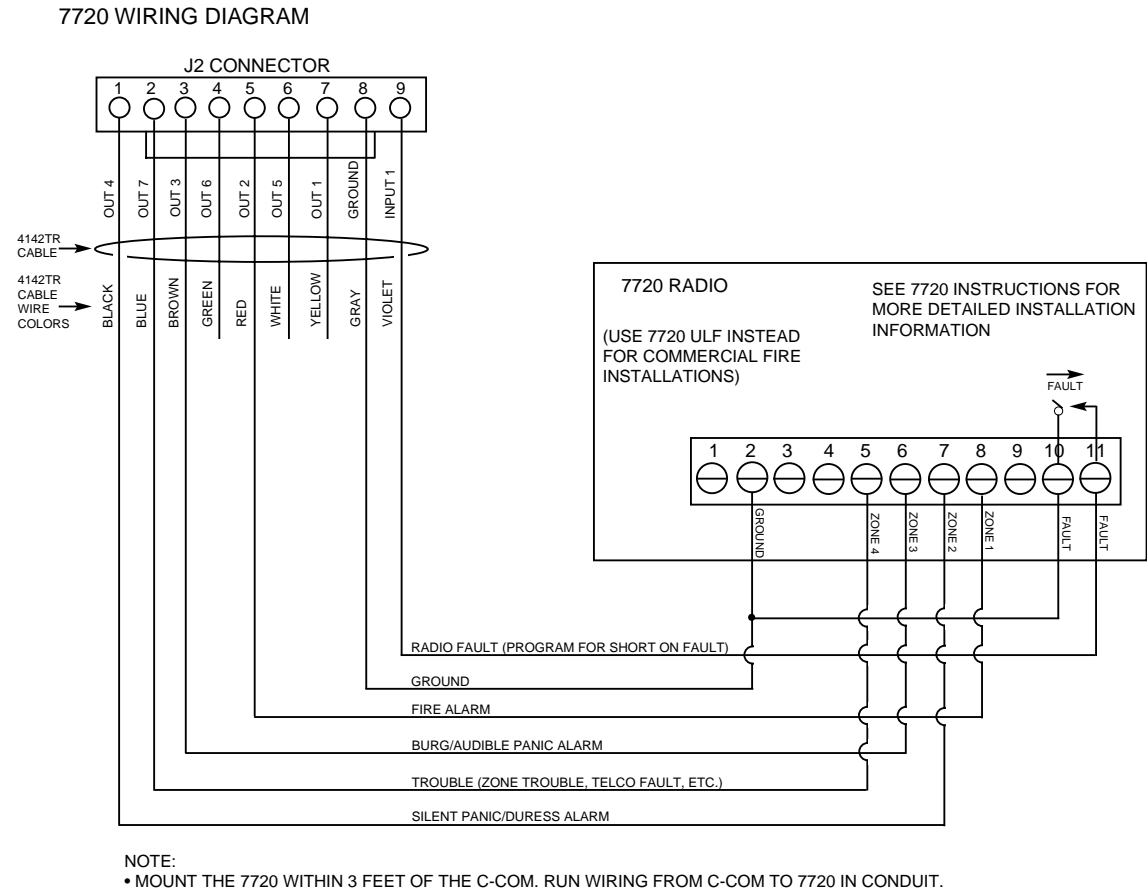 7720 WIRING DIAGRAM
J2 CONNECTOR
1 2 3 4 5 6 7 8 9
OUT 4
OUT 7
OUT 3
OUT 6
OUT 2
OUT 5
OUT 1
GROUND
INPUT 1
4142TR
CABLE
4142TR
CABLE
WIRE
COLORS
BLACK
BLUE
BROWN
GREEN
RED
WHITE
YELLOW
GRAY
VIOLET
7720 RADIO
(USE 7720 ULF INSTEAD
FOR COMMERCIAL FIRE
INSTALLATIONS)
SEE 7720 INSTRUCTIONS FOR
MORE DETAILED INSTALLATION
INFORMATION
FAULT
1 2 3 4 5 6 7 8 9 10 11
GROUND
ZONE 4
ZONE 3
ZONE 2
ZONE 1
FAULT
FAULT
RADIO FAULT (PROGRAM FOR SHORT ON FAULT)
GROUND
FIRE ALARM
BURG/AUDIBLE PANIC ALARM
TROUBLE (ZONE TROUBLE, TELCO FAULT, ETC.)
SILENT PANIC/DURESS ALARM
NOTE:
• MOUNT THE 7720 WITHIN 3 FEET OF THE C-COM. RUN WIRING FROM C-COM TO 7720 IN CONDUIT.